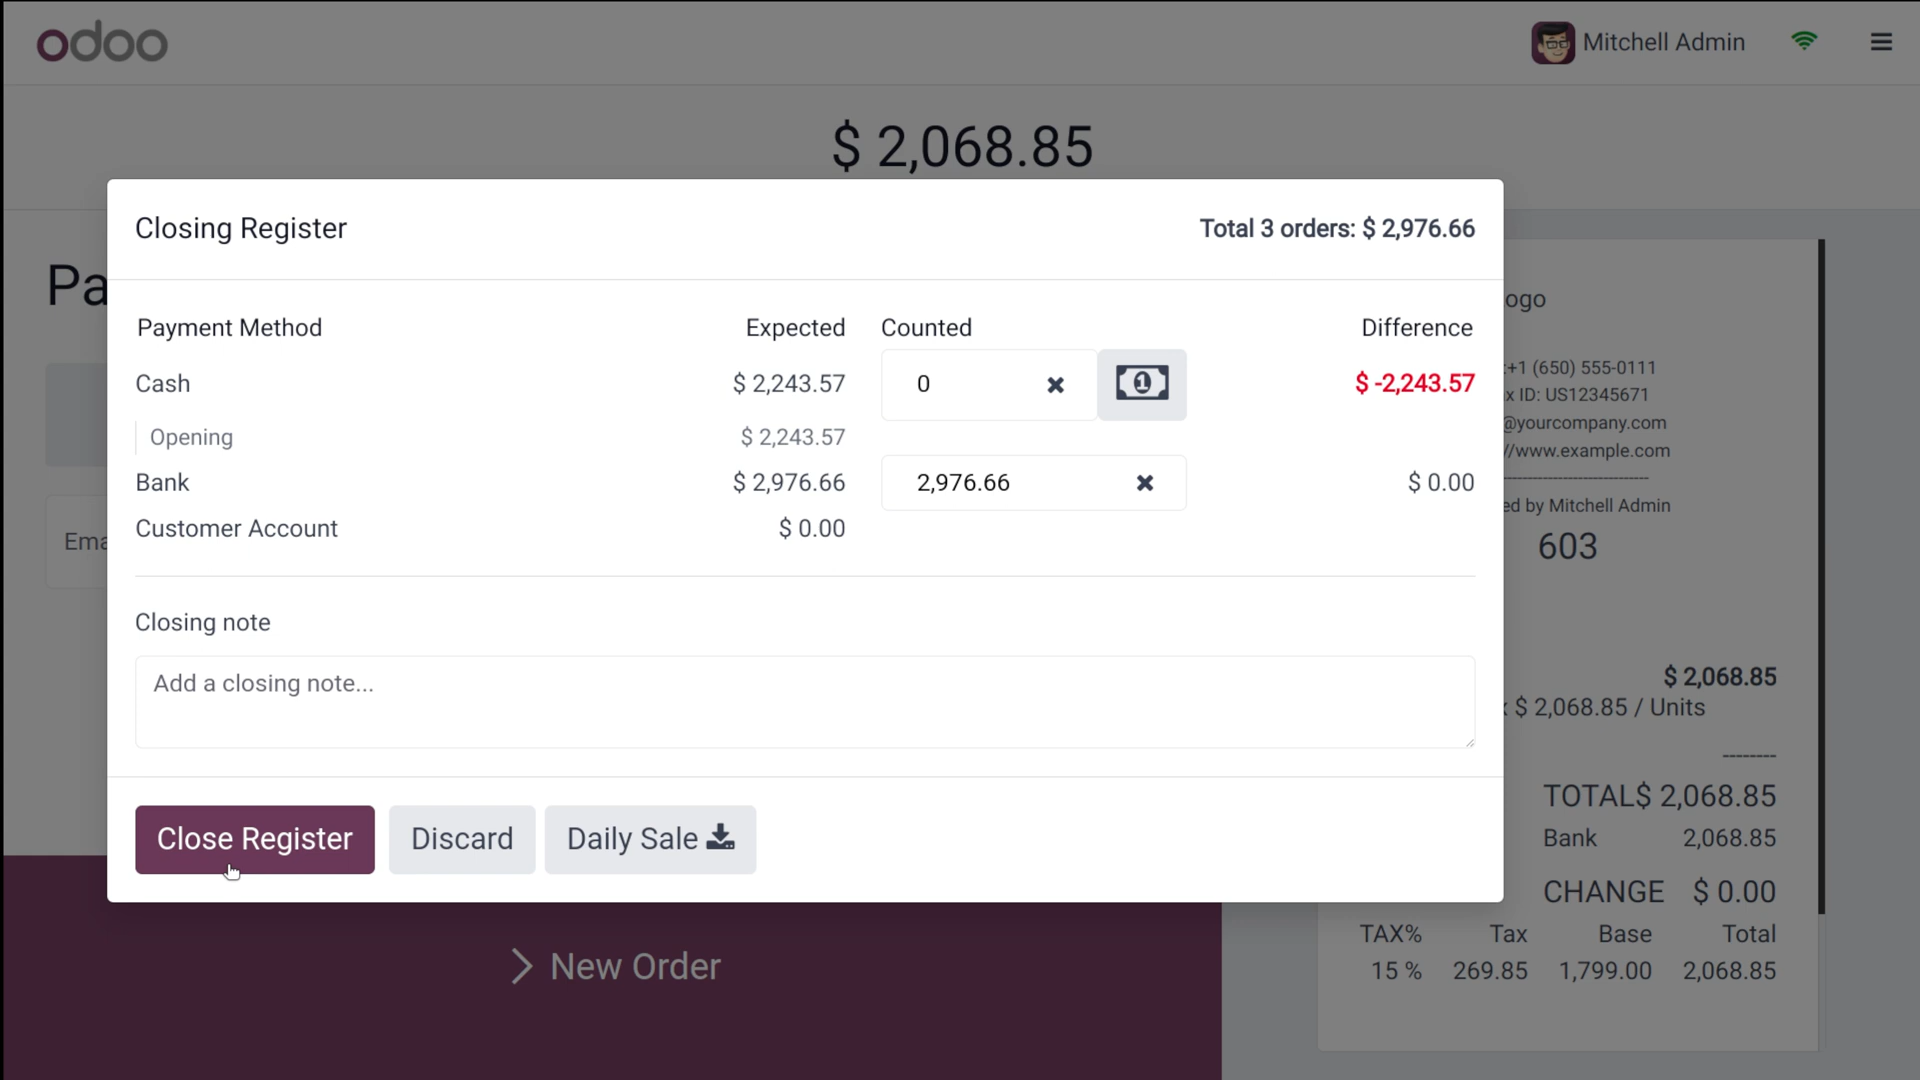 odoo
Mitchell Admin
$ 2,068.85
Closing Register
Total 3 orders: $ 2,976.66
Payment Method Expected Counted Difference
Cash $ 2,243.57 0 $ -2,243.57
Opening $ 2,243.57
Bank $ 2,976.66 2,976.66 $ 0.00
Customer Account $ 0.00
Closing note
Add a closing note...
Close Register Discard Daily Sale
New Order
Pa
Ema
ogo
:+1 (650) 555-0111
x ID: US12345671
@yourcompany.com
//www.example.com
--------------------------------
ed by Mitchell Admin
603
$ 2,068.85
x $ 2,068.85 / Units
--------
TOTAL $ 2,068.85
Bank 2,068.85
CHANGE $ 0.00
TAX% Tax Base Total
15 % 269.85 1,799.00 2,068.85